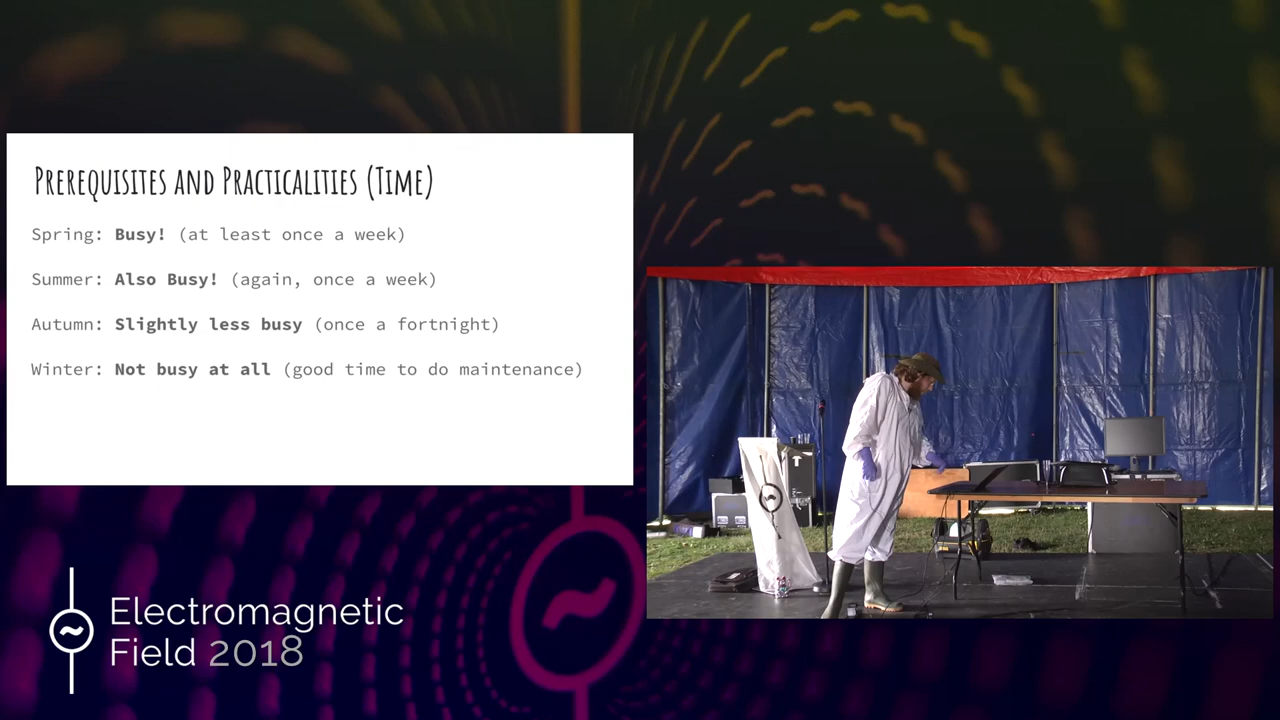 Prerequisites and Practicalities (Time)
Spring: Busy! (at least once a week)
Summer: Also Busy! (again, once a week)
Autumn: Slightly less busy (once a fortnight)
Winter: Not busy at all (good time to do maintenance)
Electromagnetic
Field 2018